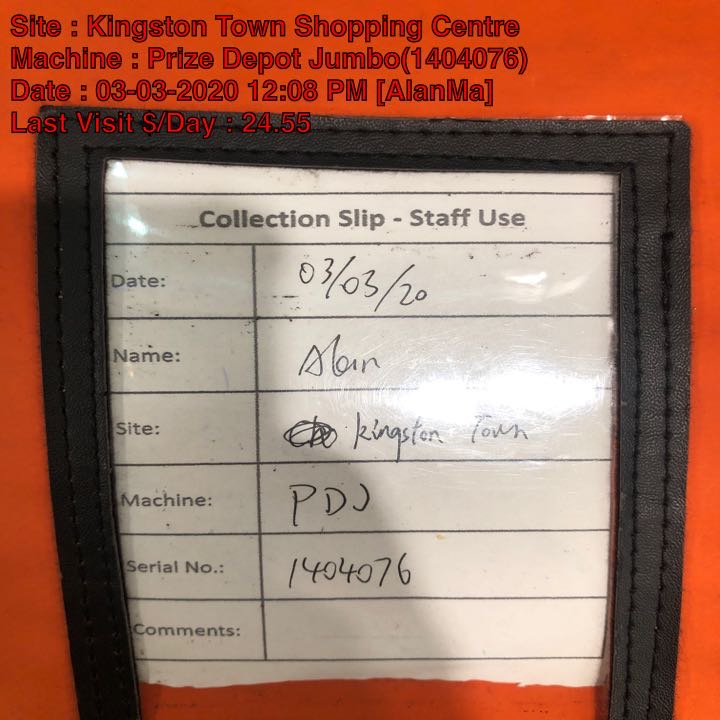 Site : Kingston Town Shopping Centre
Machine : Prize Depot Jumbo(1404076)
Date : 03-03-2020 12:08 PM [AlanMa]
Last Visit $/Day : 24.55
Collection Slip - Staff Use
Date: 03/03/20
Name: Alan
Site: Kingston Town
Machine: PDJ
Serial No.: 1404076
Comments: